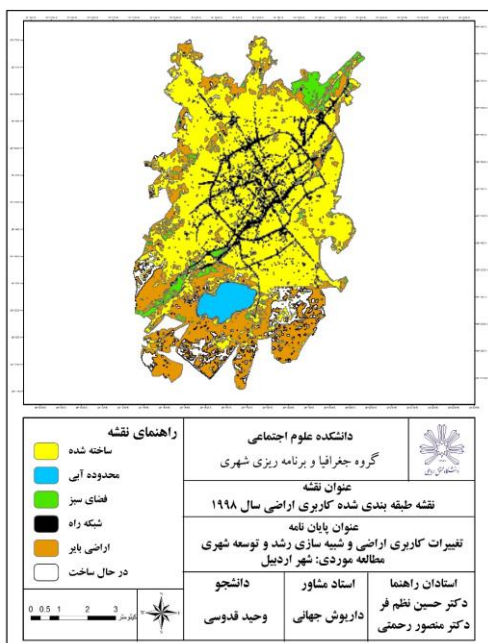 راهنمای نقشه
ساخته شده
محدوده آبی
فضای سبز
شبکه راه
اراضی بایر
در حال ساخت
0 0.5 1 2 3
کیلومتر
دانشکده علوم اجتماعی
گروه جغرافیا و برنامه ریزی شهری
عنوان نقشه
نقشه طبقه بندی شده کاربری اراضی سال ۱۹۹۸
عنوان پایان نامه
تغییرات کاربری اراضی و شبیه سازی رشد و توسعه شهری
مطالعه موردی: شهر اردبیل
استادان راهنما
دکتر حسین نظم فر
دکتر منصور رحمتی
استاد مشاور
داریوش جهانی
دانشجو
وحید قدوسی